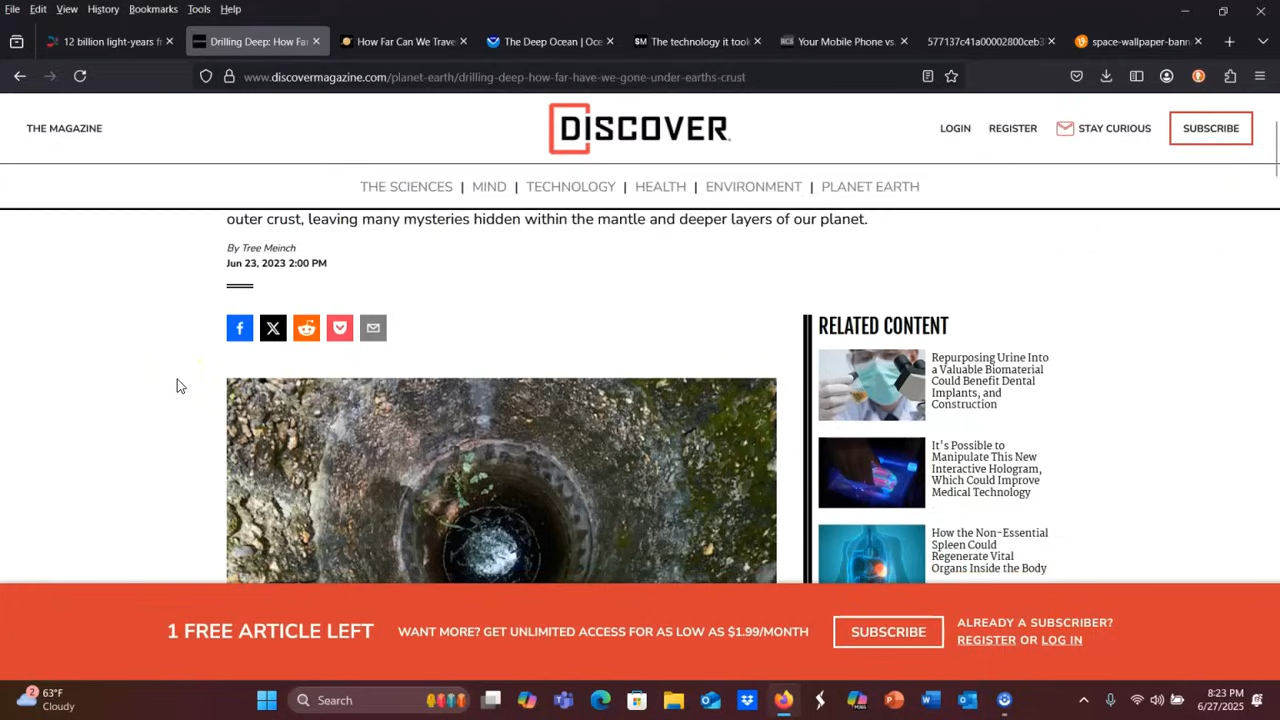 File Edit View History Bookmarks Tools Help
12 billion light-years f
Drilling Deep: How Far
How Far Can We Trave
The Deep Ocean | Oce
The technology it took
Your Mobile Phone vs.
577137c41a00002800ceb3
space-wallpaper-bann
www.discovermagazine.com/planet-earth/drilling-deep-how-far-have-we-gone-under-earths-crust
THE MAGAZINE
DISCOVER
LOGIN REGISTER STAY CURIOUS SUBSCRIBE
THE SCIENCES | MIND | TECHNOLOGY | HEALTH | ENVIRONMENT | PLANET EARTH
outer crust, leaving many mysteries hidden within the mantle and deeper layers of our planet.
By Tree Meinch
Jun 23, 2023 2:00 PM
RELATED CONTENT
Repurposing Urine Into
a Valuable Biomaterial
Could Benefit Dental
Implants, and
Construction
It's Possible to
Manipulate This New
Interactive Hologram,
Which Could Improve
Medical Technology
How the Non-Essential
Spleen Could
Regenerate Vital
Organs Inside the Body
1 FREE ARTICLE LEFT
WANT MORE? GET UNLIMITED ACCESS FOR AS LOW AS $1.99/MONTH
SUBSCRIBE
ALREADY A SUBSCRIBER?
REGISTER OR LOG IN
2
63°F
Cloudy
Search
8:23 PM
6/27/2025